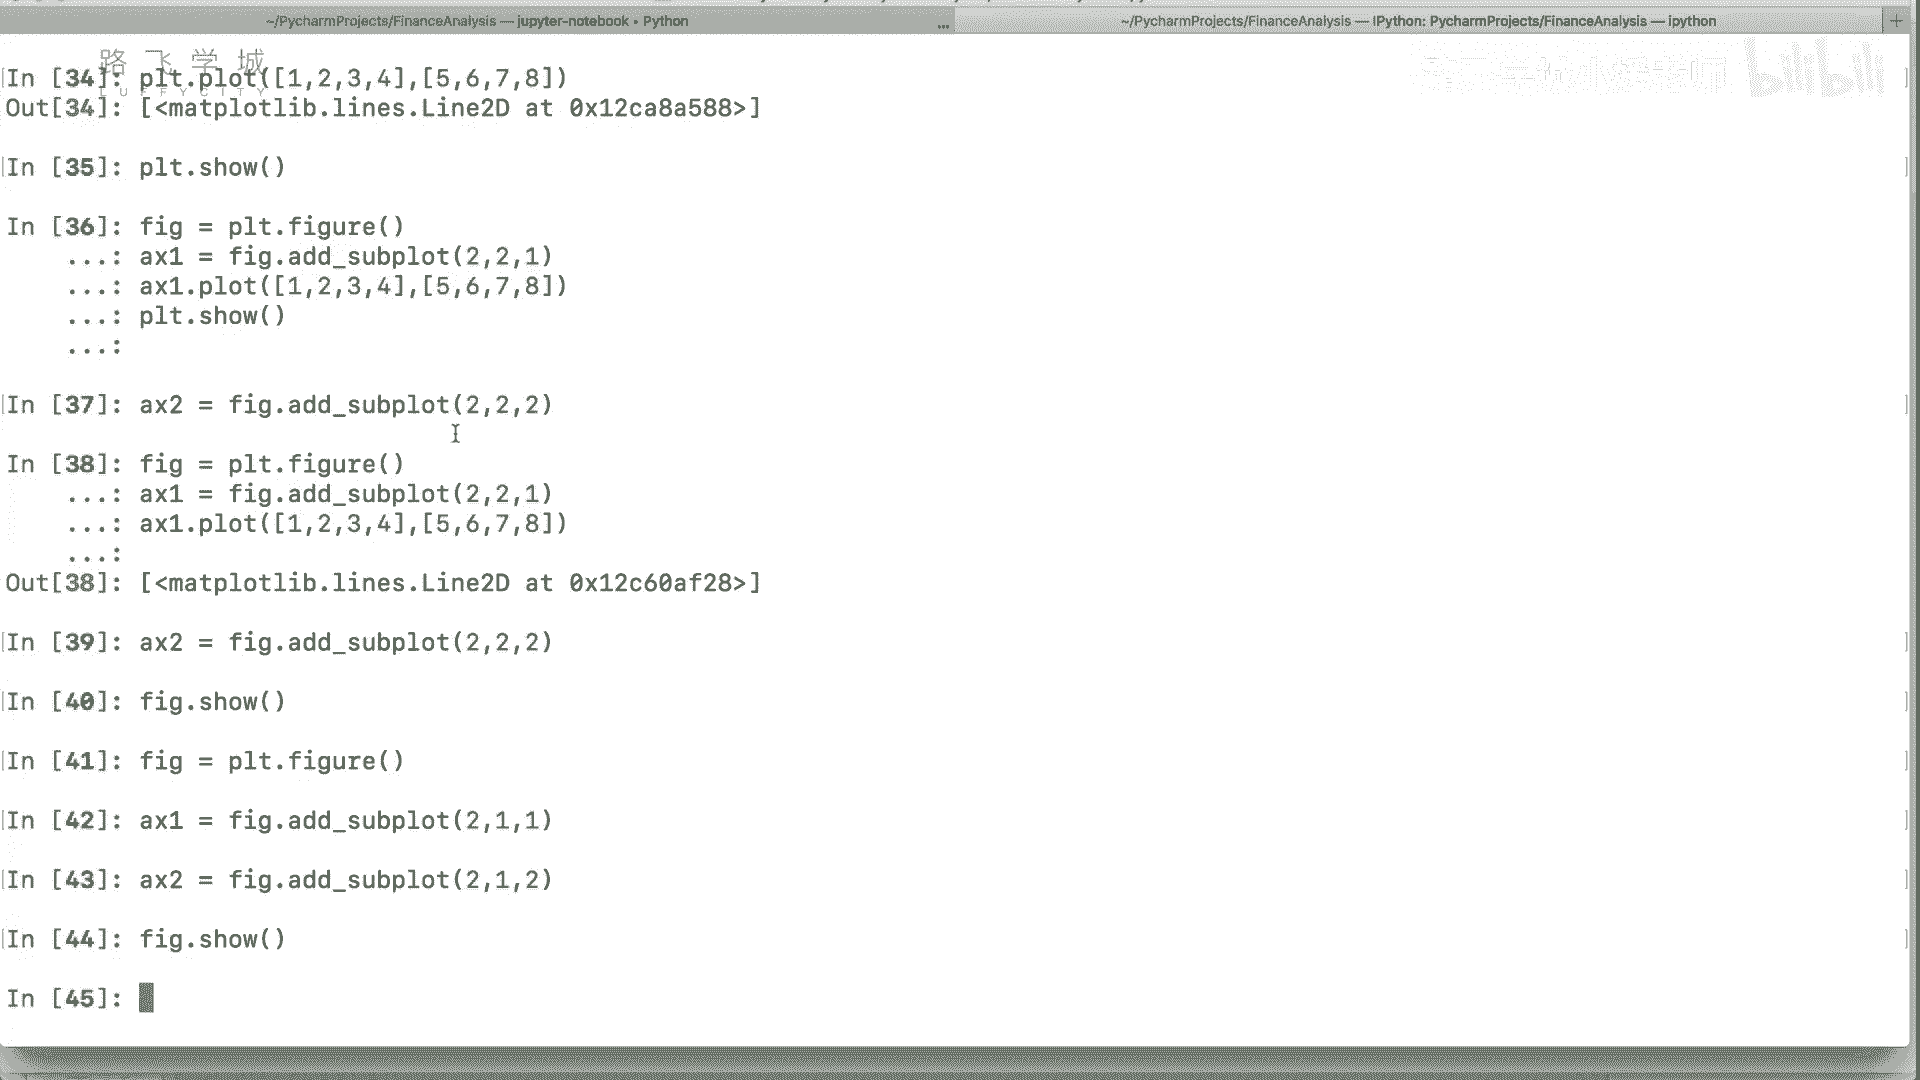 ~/PycharmProjects/FinanceAnalysis — jupyter-notebook • Python ... ~/PycharmProjects/FinanceAnalysis — IPython: PycharmProjects/FinanceAnalysis — ipython +
路飞学城
LUFFYCITY
bilibili
In [34]: plt.plot([1,2,3,4],[5,6,7,8])
Out[34]: [<matplotlib.lines.Line2D at 0x12ca8a588>]
In [35]: plt.show()
In [36]: fig = plt.figure()
...: ax1 = fig.add_subplot(2,2,1)
...: ax1.plot([1,2,3,4],[5,6,7,8])
...: plt.show()
...:
In [37]: ax2 = fig.add_subplot(2,2,2)
In [38]: fig = plt.figure()
...: ax1 = fig.add_subplot(2,2,1)
...: ax1.plot([1,2,3,4],[5,6,7,8])
...:
Out[38]: [<matplotlib.lines.Line2D at 0x12c60af28>]
In [39]: ax2 = fig.add_subplot(2,2,2)
In [40]: fig.show()
In [41]: fig = plt.figure()
In [42]: ax1 = fig.add_subplot(2,1,1)
In [43]: ax2 = fig.add_subplot(2,1,2)
In [44]: fig.show()
In [45]: